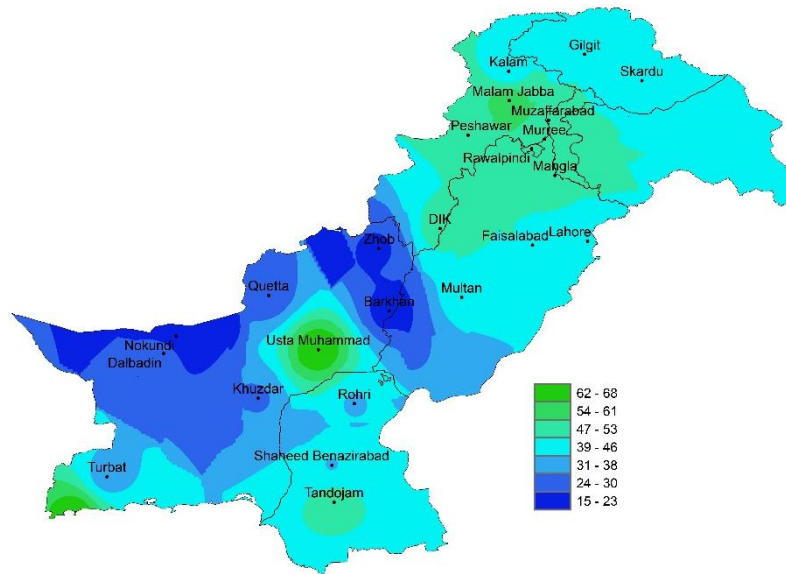 Gilgit
Kalam
Skardu
Malam Jabba
Muzaffarabad
Peshawar
Murree
Rawalpindi
Mangla
DIK
Faisalabad
Lahore
Zhob
Quetta
Multan
Barkhan
Nokundi
Usta Muhammad
Dalbadin
Khuzdar
Rohri
Shaheed Benazirabad
Turbat
Tandojam
62 - 68
54 - 61
47 - 53
39 - 46
31 - 38
24 - 30
15 - 23